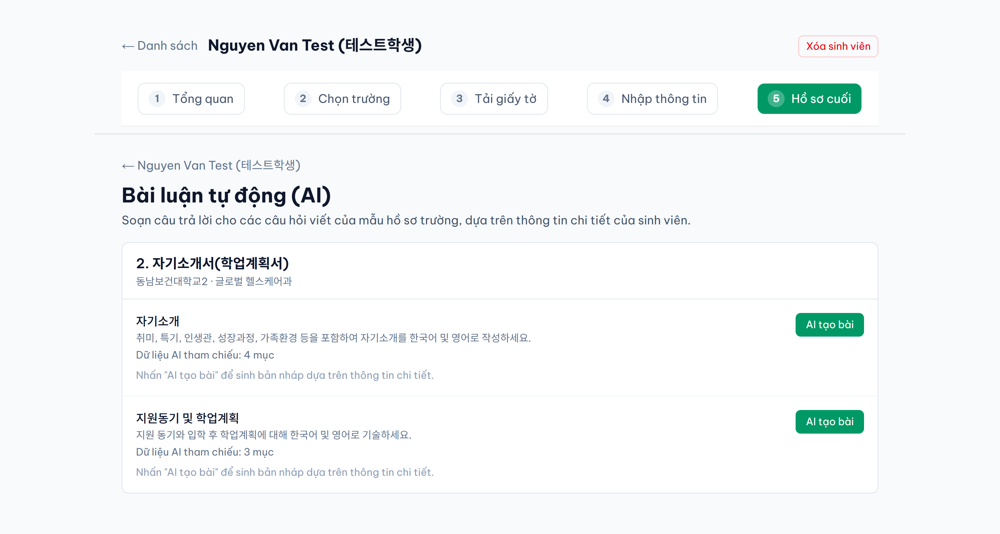 ← Danh sách Nguyen Van Test (테스트학생) Xóa sinh viên
1 Tổng quan 2 Chọn trường 3 Tải giấy tờ 4 Nhập thông tin 5 Hồ sơ cuối
← Nguyen Van Test (테스트학생)
Bài luận tự động (AI)
Soạn câu trả lời cho các câu hỏi viết của mẫu hồ sơ trường, dựa trên thông tin chi tiết của sinh viên.
2. 자기소개서(학업계획서)
동남보건대학교2 · 글로벌 헬스케어과
자기소개 AI tạo bài
취미, 특기, 인생관, 성장과정, 가족환경 등을 포함하여 자기소개를 한국어 및 영어로 작성하세요.
Dữ liệu AI tham chiếu: 4 mục
Nhấn "AI tạo bài" để sinh bản nháp dựa trên thông tin chi tiết.
지원동기 및 학업계획 AI tạo bài
지원 동기와 입학 후 학업계획에 대해 한국어 및 영어로 기술하세요.
Dữ liệu AI tham chiếu: 3 mục
Nhấn "AI tạo bài" để sinh bản nháp dựa trên thông tin chi tiết.